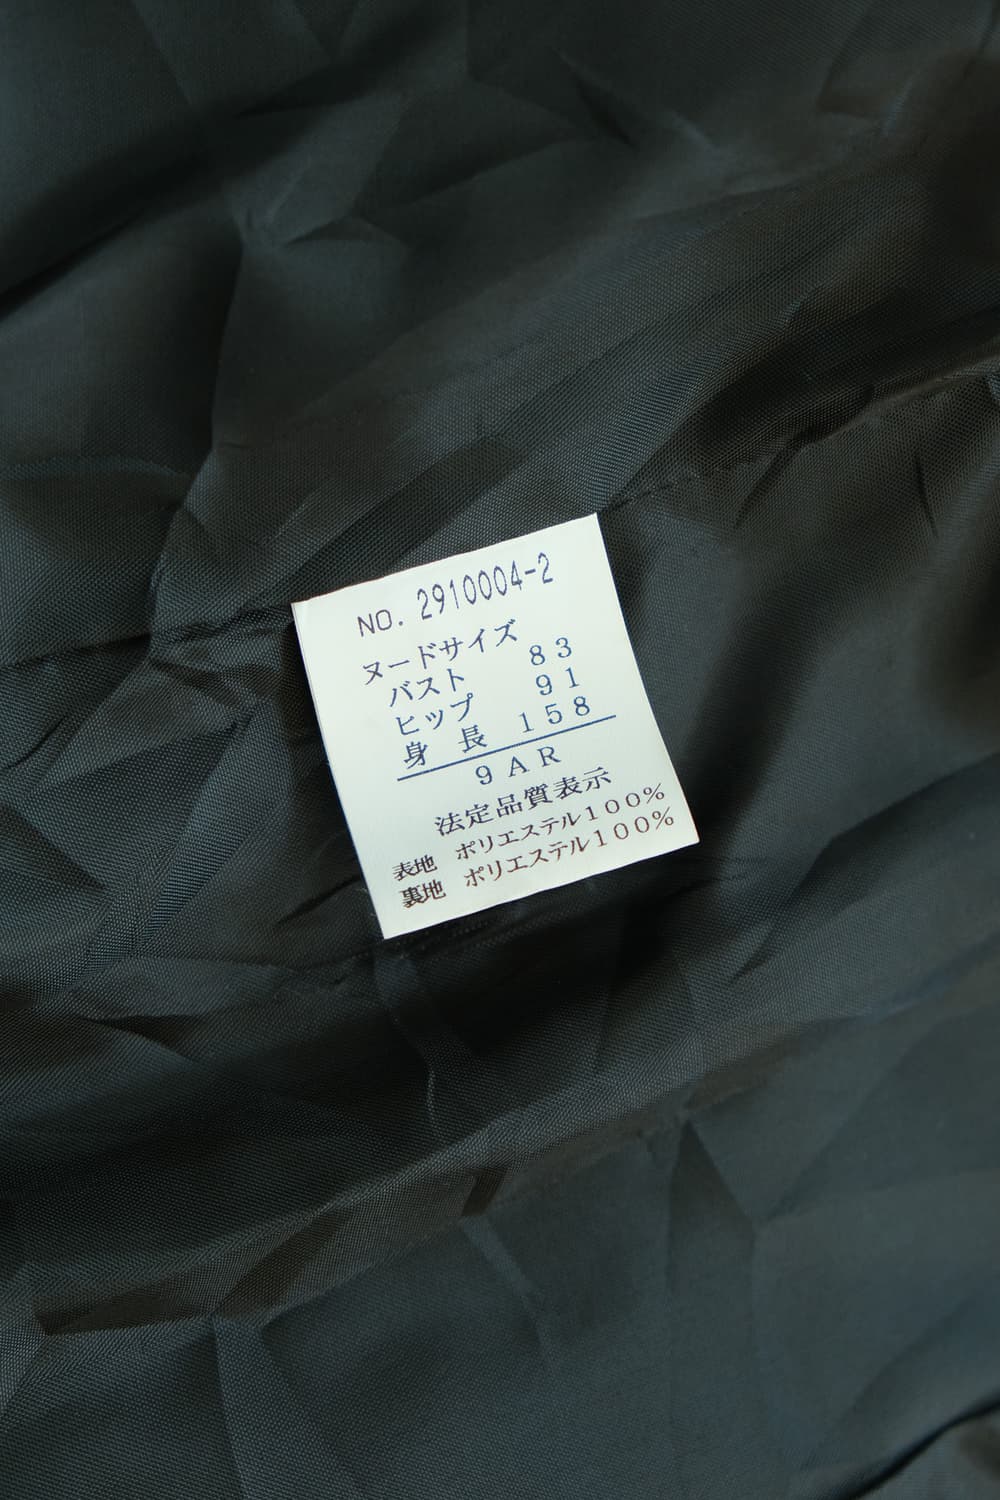 NO. 2910004-2
ヌードサイズ
バスト 83
ヒップ 91
身長 158
9AR
法定品質表示
表地 ポリエステル100%
裏地 ポリエステル100%